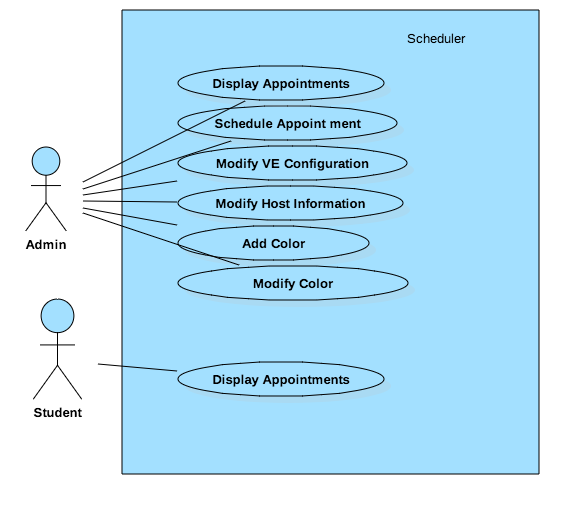 Scheduler
Display Appointments
Schedule Appoint ment
Modify VE Configuration
Modify Host Information
Add Color
Modify Color
Admin
Display Appointments
Student